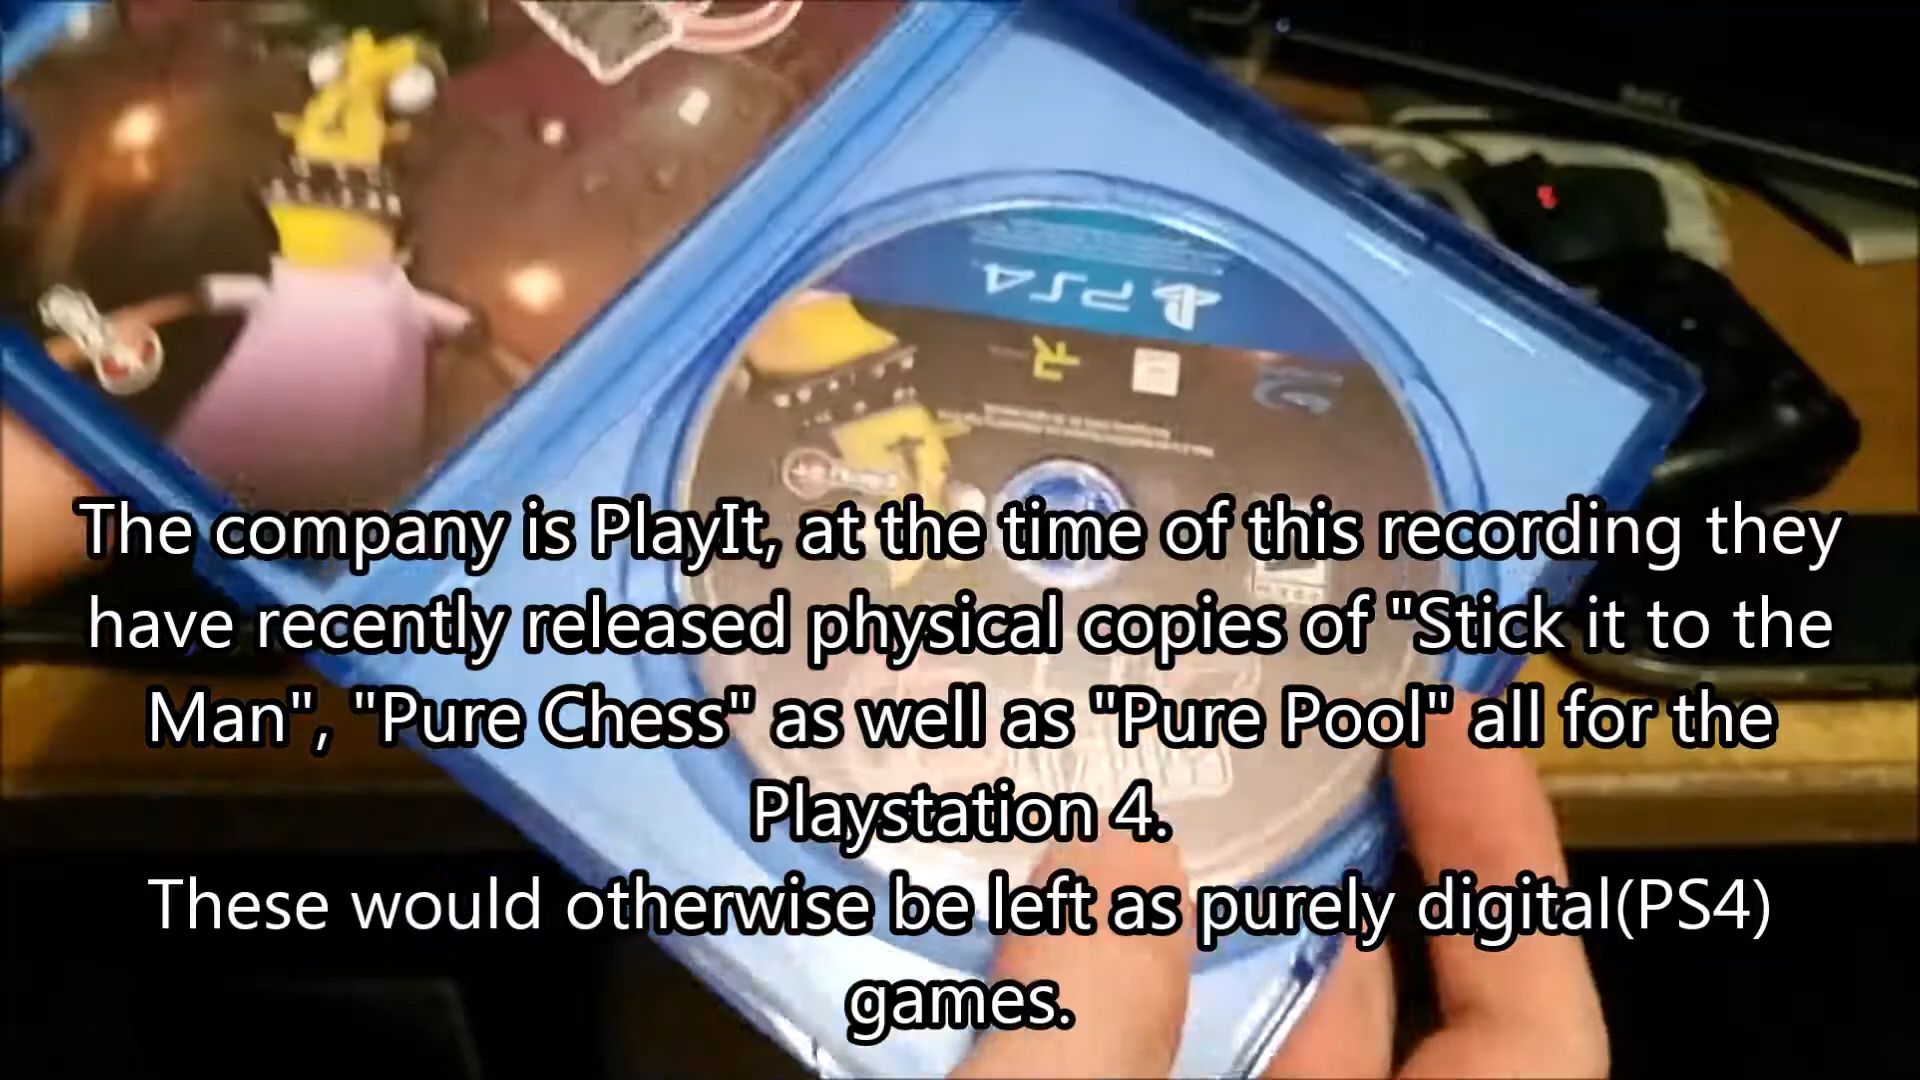 PS4
The company is PlayIt, at the time of this recording they
have recently released physical copies of "Stick it to the
Man", "Pure Chess" as well as "Pure Pool" all for the
Playstation 4.
These would otherwise be left as purely digital(PS4)
games.